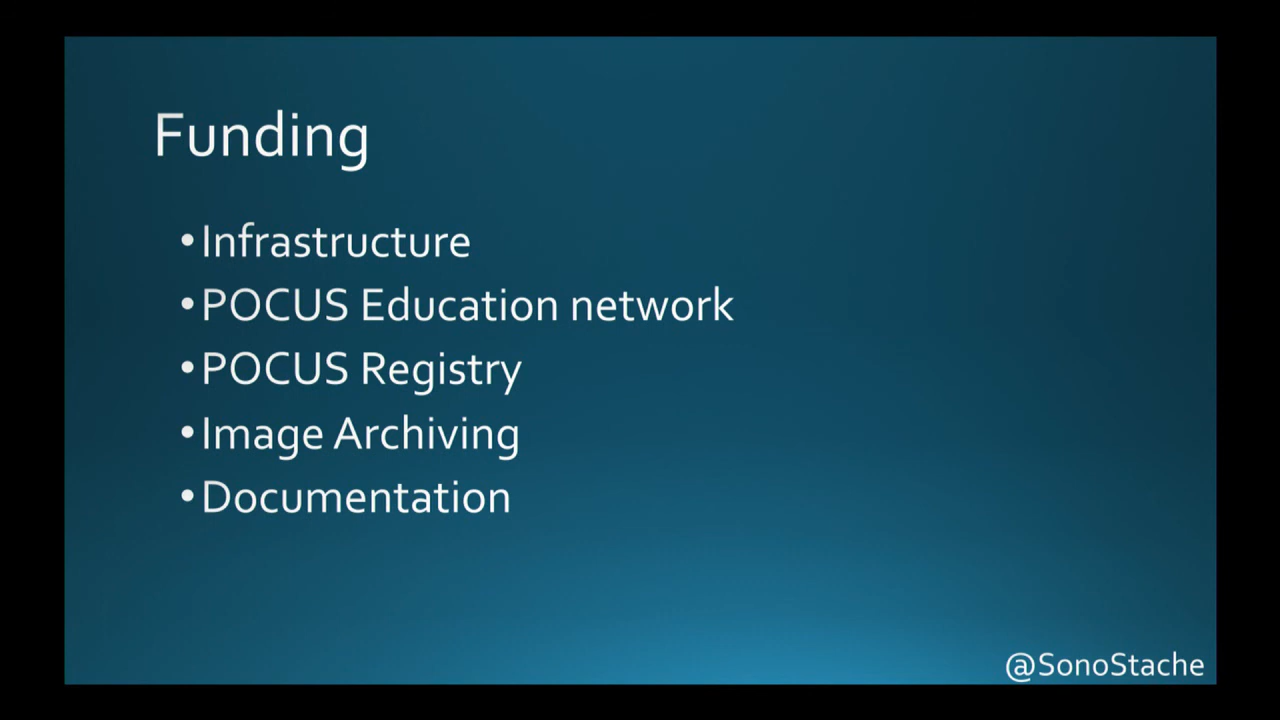 Funding
•Infrastructure
•POCUS Education network
•POCUS Registry
•Image Archiving
•Documentation
@SonoStache